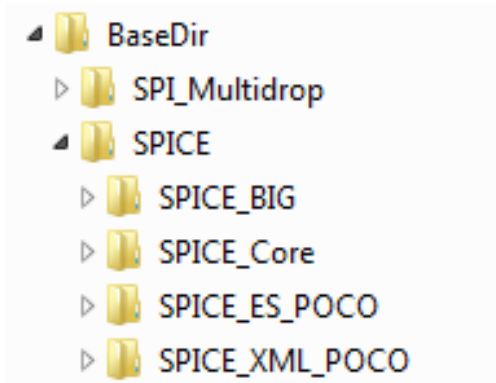 BaseDir
SPI_Multidrop
SPICE
SPICE_BIG
SPICE_Core
SPICE_ES_POCO
SPICE_XML_POCO